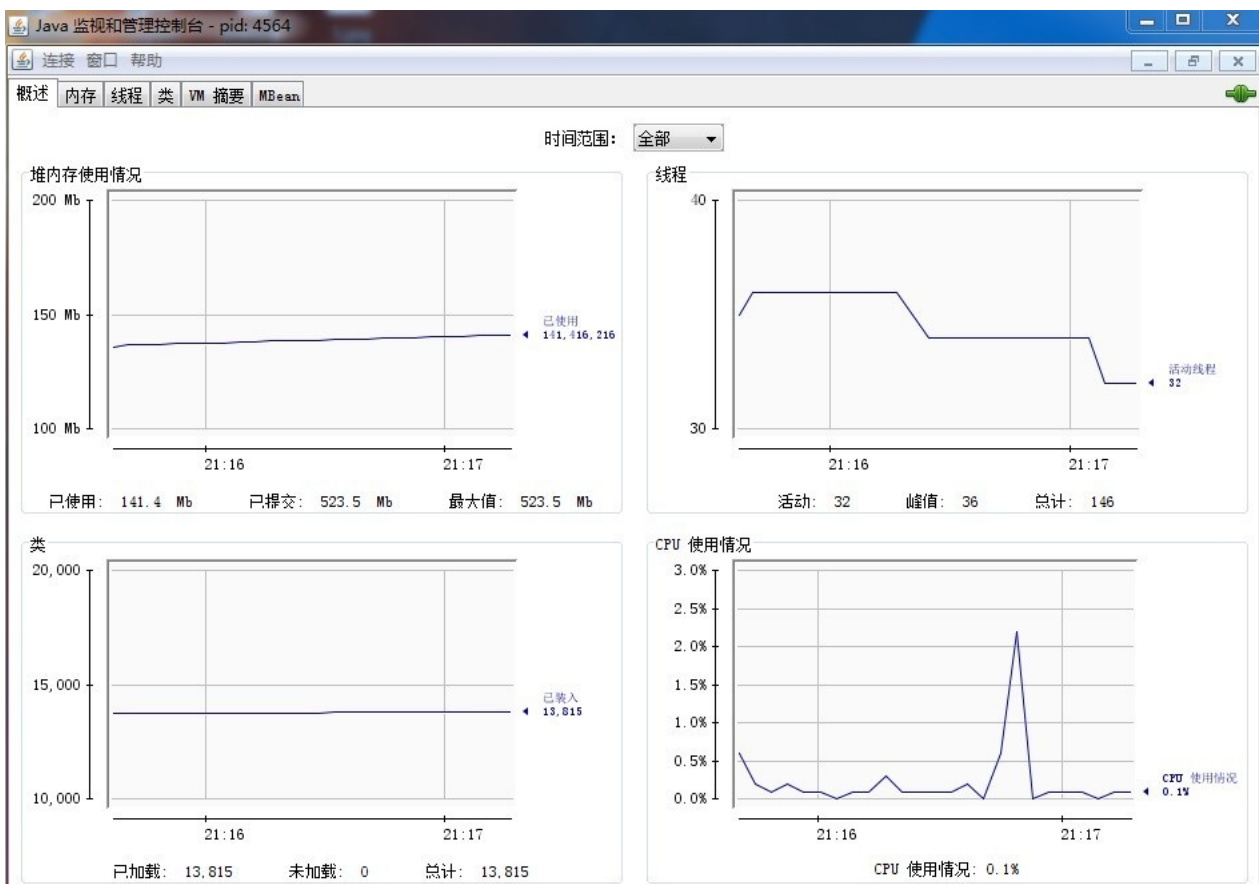 Java 监视和管理控制台 - pid: 4564
连接 窗口 帮助
概述 内存 线程 类 VM 摘要 MBean
时间范围: 全部
堆内存使用情况
200 Mb
150 Mb
100 Mb
已使用
141,416,216
21:16 21:17
已使用: 141.4 Mb 已提交: 523.5 Mb 最大值: 523.5 Mb
线程
40
30
活动线程
32
21:16 21:17
活动: 32 峰值: 36 总计: 146
类
20,000
15,000
10,000
已装入
13,815
21:16 21:17
已加载: 13,815 未加载: 0 总计: 13,815
CPU 使用情况
3.0%
2.5%
2.0%
1.5%
1.0%
0.5%
0.0%
CPU 使用情况
0.1%
21:16 21:17
CPU 使用情况: 0.1%